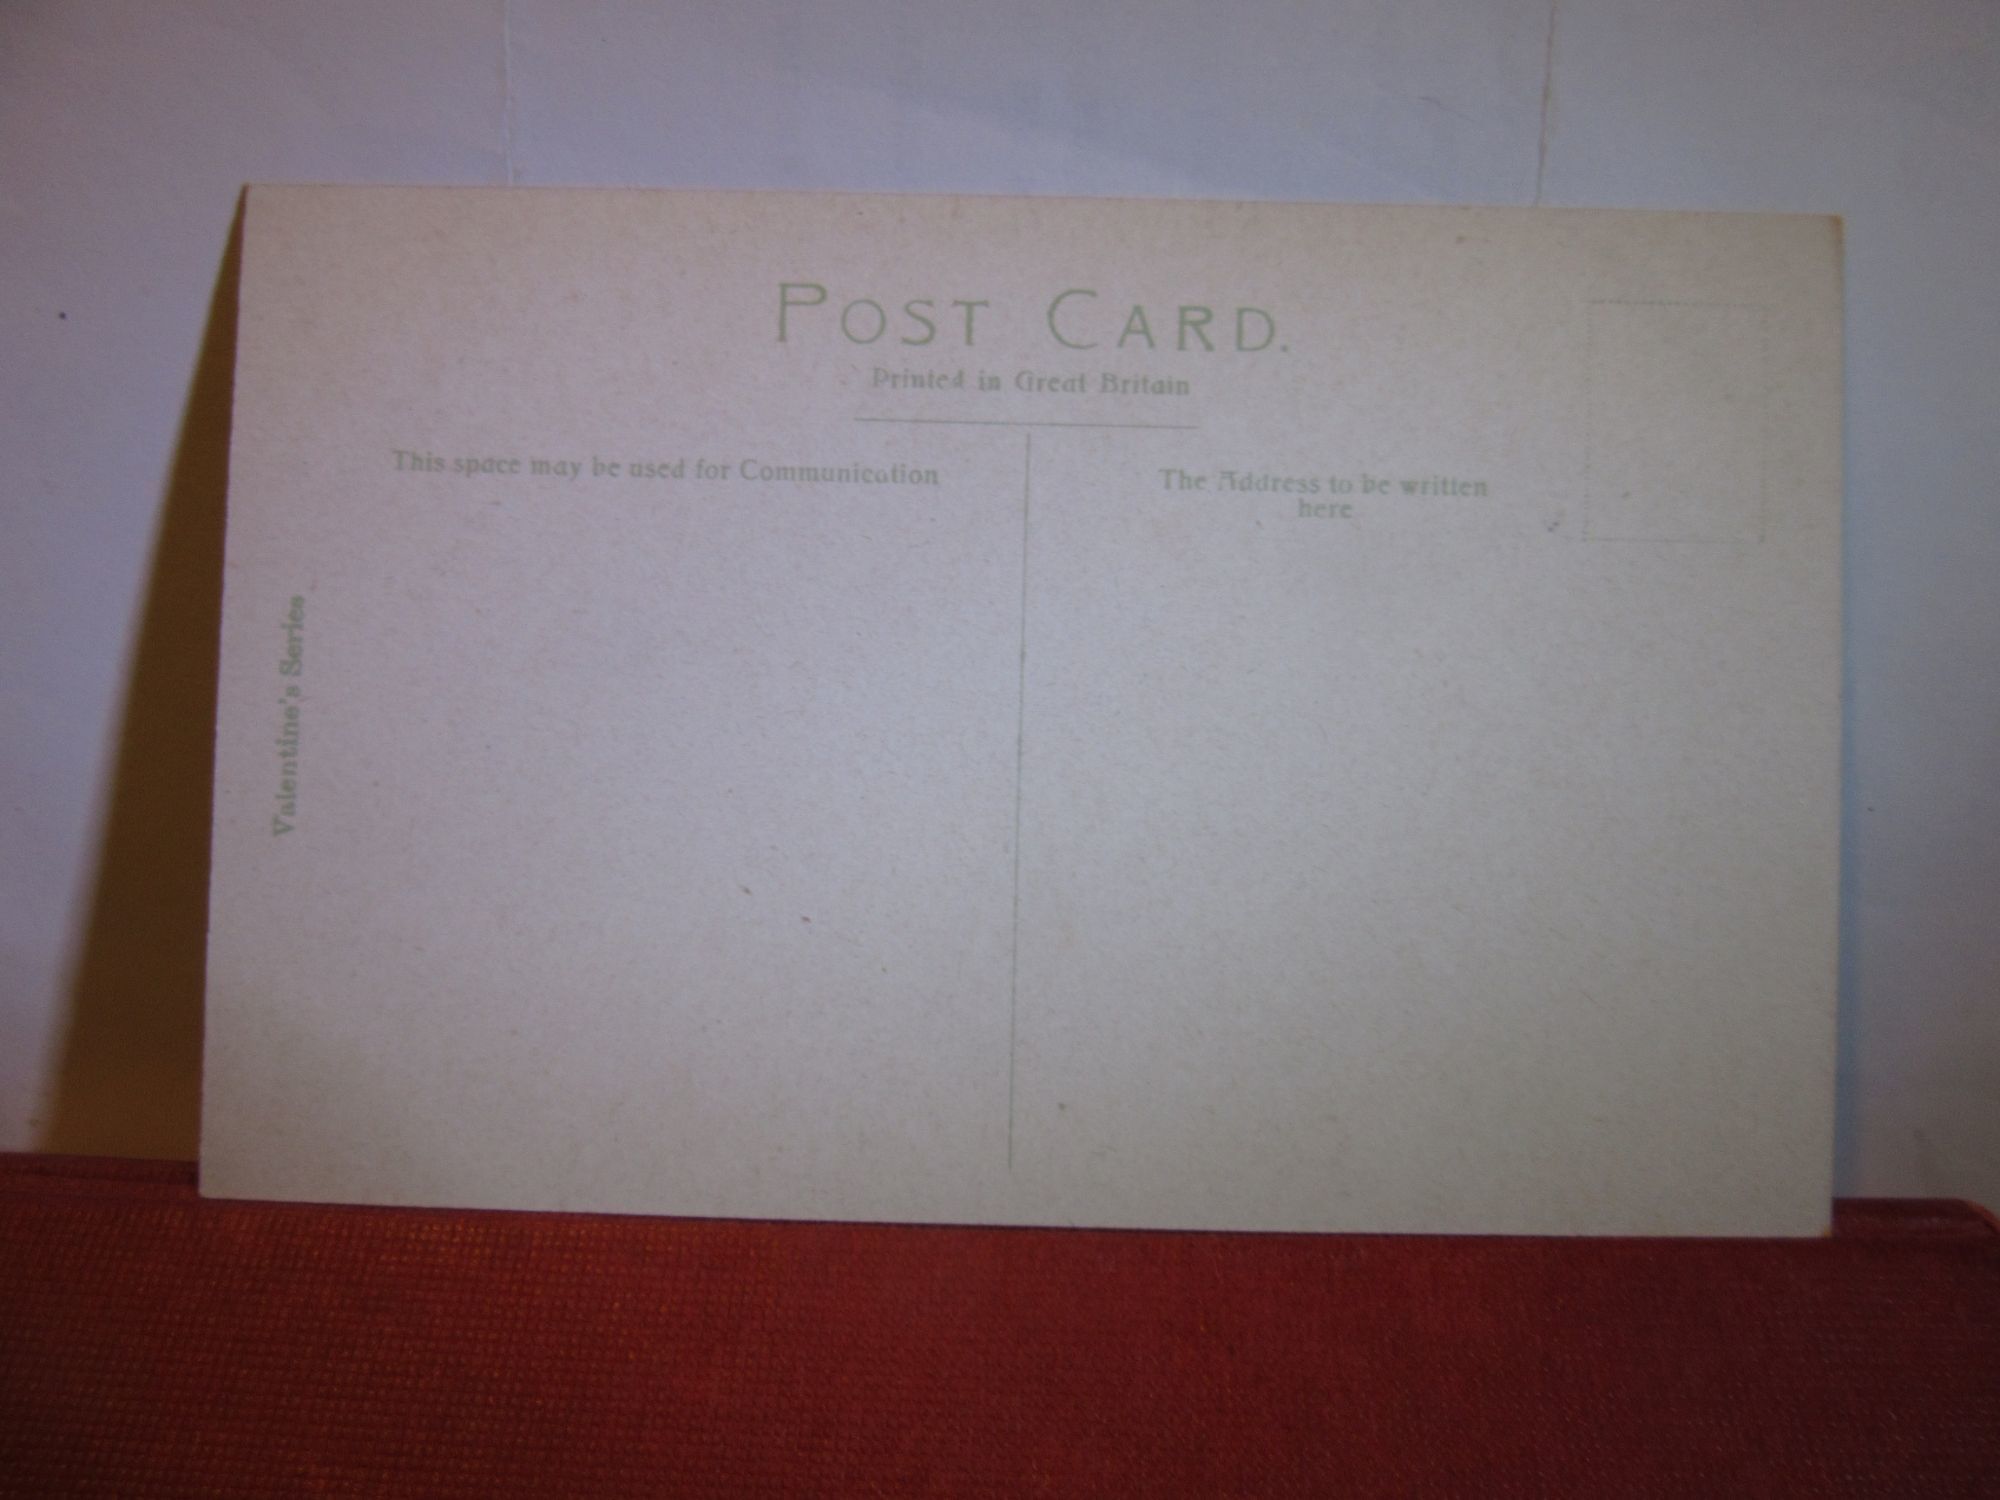 POST CARD.
Printed in Great Britain
This space may be used for Communication
The Address to be written
here
Valentine's Series